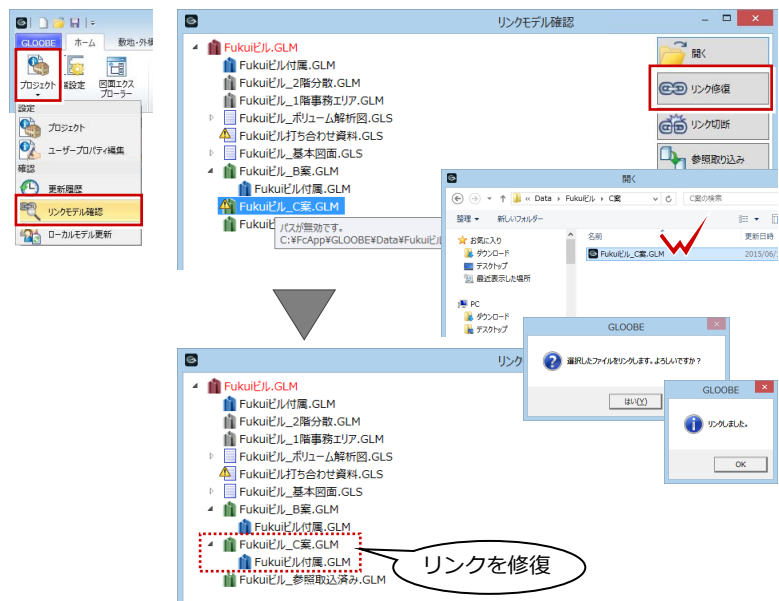 GLOOBE
ホーム
敷地・外構
プロジェクト
図面エクス
プローラー
設定
プロジェクト
ユーザープロパティ編集
確認
更新履歴
リンクモデル確認
ローカルモデル更新
リンクモデル確認
Fukuiビル.GLM
Fukuiビル付属.GLM
Fukuiビル_2階分散.GLM
Fukuiビル_1階事務エリア.GLM
Fukuiビル_ボリューム解析図.GLS
Fukuiビル打ち合わせ資料.GLS
Fukuiビル_基本図面.GLS
Fukuiビル_B案.GLM
Fukuiビル付属.GLM
Fukuiビル_C案.GLM
パスが無効です。
C:¥FcApp¥GLOOBE¥Data¥Fukuiビル
開く
リンク修復
リンク切断
参照取り込み
開く
« Data › Fukuiビル › C案
C案の検索
整理
新しいフォルダー
お気に入り
ダウンロード
デスクトップ
最近表示した場所
PC
ダウンロード
デスクトップ
名前
更新日時
Fukuiビル_C案.GLM
2015/06/
GLOOBE
選択したファイルをリンクします。よろしいですか？
はい(Y)
GLOOBE
リンクしました。
OK
Fukuiビル.GLM
Fukuiビル付属.GLM
Fukuiビル_2階分散.GLM
Fukuiビル_1階事務エリア.GLM
Fukuiビル_ボリューム解析図.GLS
Fukuiビル打ち合わせ資料.GLS
Fukuiビル_基本図面.GLS
Fukuiビル_B案.GLM
Fukuiビル付属.GLM
Fukuiビル_C案.GLM
Fukuiビル付属.GLM
Fukuiビル_参照取込済み.GLM
リンクを修復